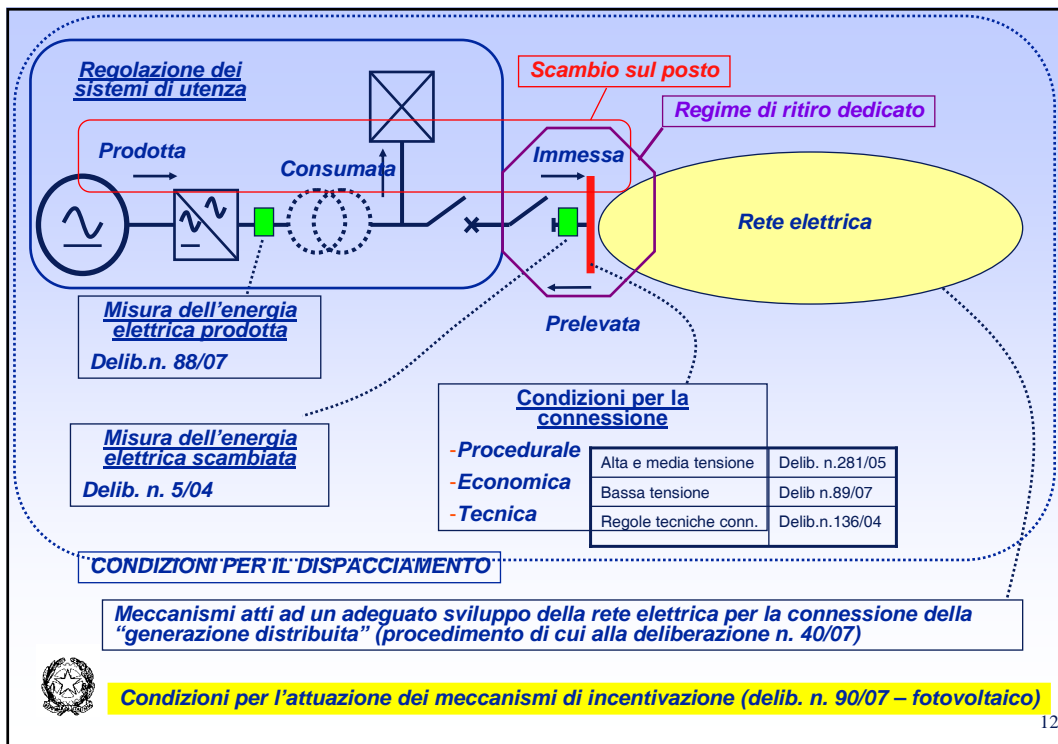 Regolazione dei
sistemi di utenza
Scambio sul posto
Regime di ritiro dedicato
Prodotta
Consumata
Immessa
Rete elettrica
Prelevata
Misura dell'energia
elettrica prodotta
Delib.n. 88/07
Misura dell'energia
elettrica scambiata
Delib. n. 5/04
Condizioni per la
connessione
-Procedurale
-Economica
-Tecnica
Alta e media tensione Delib. n.281/05
Bassa tensione Delib n.89/07
Regole tecniche conn. Delib.n.136/04
CONDIZIONI PER IL DISPACCIAMENTO
Meccanismi atti ad un adeguato sviluppo della rete elettrica per la connessione della
“generazione distribuita” (procedimento di cui alla deliberazione n. 40/07)
Condizioni per l'attuazione dei meccanismi di incentivazione (delib. n. 90/07 – fotovoltaico)
12